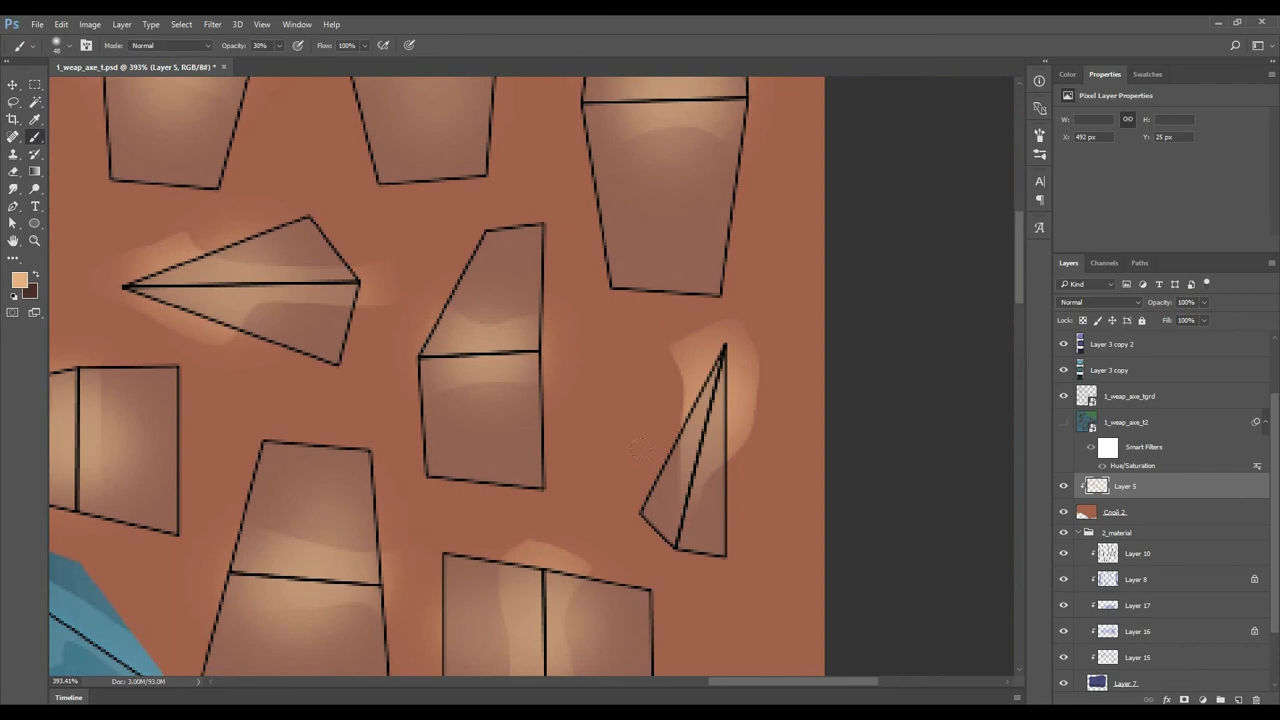 Ps File Edit Image Layer Type Select Filter 3D View Window Help
48 Mode: Normal Opacity: 30% Flow: 100%
1_weap_axe_t.psd @ 393% (Layer 5, RGB/8#) *
Color Properties Swatches
Pixel Layer Properties
W: H:
X: 492 px Y: 25 px
Layers Channels Paths
Kind
Normal Opacity: 100%
Lock: Fill: 100%
Layer 3 copy 2
Layer 3 copy
1_weap_axe_tgrd
1_weap_axe_t2
Smart Filters
Hue/Saturation
Layer 5
Слой 2
2_material
Layer 10
Layer 8
Layer 17
Layer 16
Layer 15
Layer 7
393.41% Doc: 3.00M/93.0M
Timeline